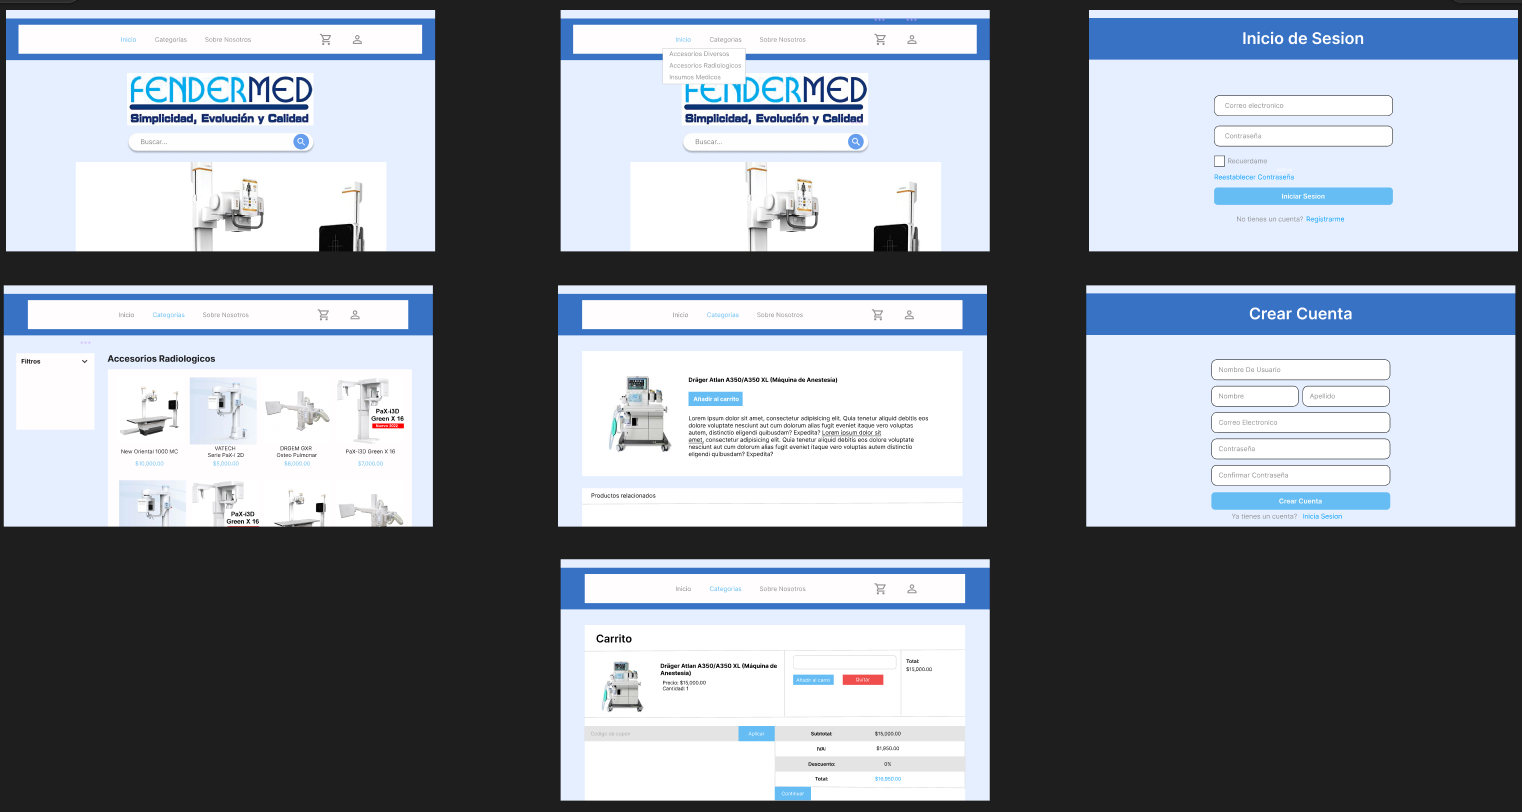 Inicio Categorias Sobre Nosotros
FENDERMED
Simplicidad, Evolución y Calidad
Buscar...
Inicio Categorias Sobre Nosotros
Accesorios Diversos
Accesorios Radiologicos
Insumos Medicos
FENDERMED
Simplicidad, Evolución y Calidad
Buscar...
Inicio de Sesion
Correo electronico
Contraseña
Recuerdame
Reestablecer Contraseña
Iniciar Sesion
No tienes un cuenta? Registrarme
Inicio Categorias Sobre Nosotros
Filtros
Accesorios Radiologicos
PaX-i3D
Green X 16
New Oriental 1000 MC
$10,000.00
VATECH
Serie PaX-i 2D
$5,000.00
DRGEM GXR
Osteo Pulmonar
$8,000.00
PaX-i3D Green X 16
$7,000.00
PaX-i3D
Green X 16
Inicio Categorias Sobre Nosotros
Dräger Atlan A350/A350 XL (Máquina de Anestesia)
Añadir al carrito
Lorem ipsum dolor sit amet, consectetur adipisicing elit. Quia tenetur aliquid debitis eos
dolore voluptate nesciunt aut cum dolorum alias fugit eveniet itaque vero voluptas
autem, distinctio eligendi quibusdam? Expedita? Lorem ipsum dolor sit
amet, consectetur adipisicing elit. Quia tenetur aliquid debitis eos dolore voluptate
nesciunt aut cum dolorum alias fugit eveniet itaque vero voluptas autem distinctio
eligendi quibusdam? Expedita?
Productos relacionados
Crear Cuenta
Nombre De Usuario
Nombre
Apellido
Correo Electronico
Contraseña
Confirmar Contraseña
Crear Cuenta
Ya tienes un cuenta? Inicia Sesion
Inicio Categorias Sobre Nosotros
Carrito
Dräger Atlan A350/A350 XL (Máquina de
Anestesia)
Precio: $15,000.00
Cantidad: 1
Añadir al carro
Quitar
Total:
$15,000.00
Codigo de cupon
Aplicar
Subtotal: $15,000.00
IVA: $1,950.00
Descuento: 0%
Total: $16,950.00
Continuar